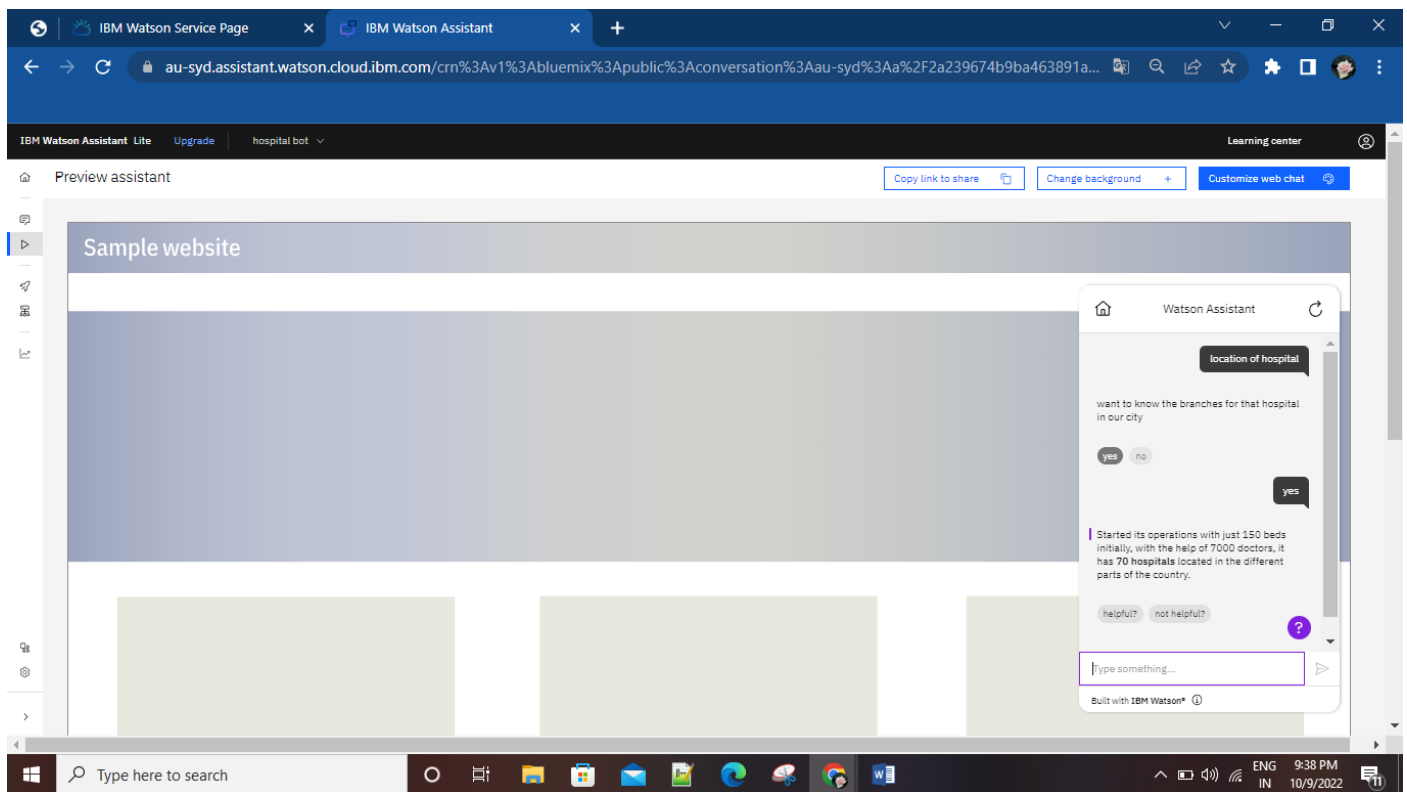 IBM Watson Service Page
IBM Watson Assistant
au-syd.assistant.watson.cloud.ibm.com/crn%3Av1%3Abluemix%3Apublic%3Aconversation%3Aau-syd%3Aa%2F2a239674b9ba463891a...
IBM Watson Assistant Lite Upgrade hospital bot Learning center
Preview assistant Copy link to share Change background + Customize web chat
Sample website
Watson Assistant
location of hospital
want to know the branches for that hospital
in our city
yes no
yes
Started its operations with just 150 beds
initially, with the help of 7000 doctors, it
has 70 hospitals located in the different
parts of the country.
helpful? not helpful?
?
Type something...
Built with IBM Watson®
Type here to search
ENG 9:38 PM
IN 10/9/2022
11